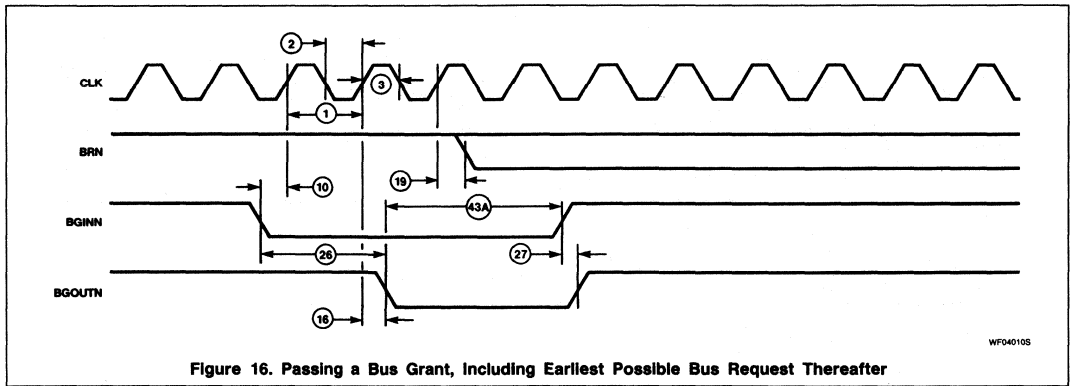 2
CLK
3
1
BRN
19
10
43A
BGINN
26
27
BGOUTN
16
WF04010S
Figure 16. Passing a Bus Grant, Including Earliest Possible Bus Request Thereafter